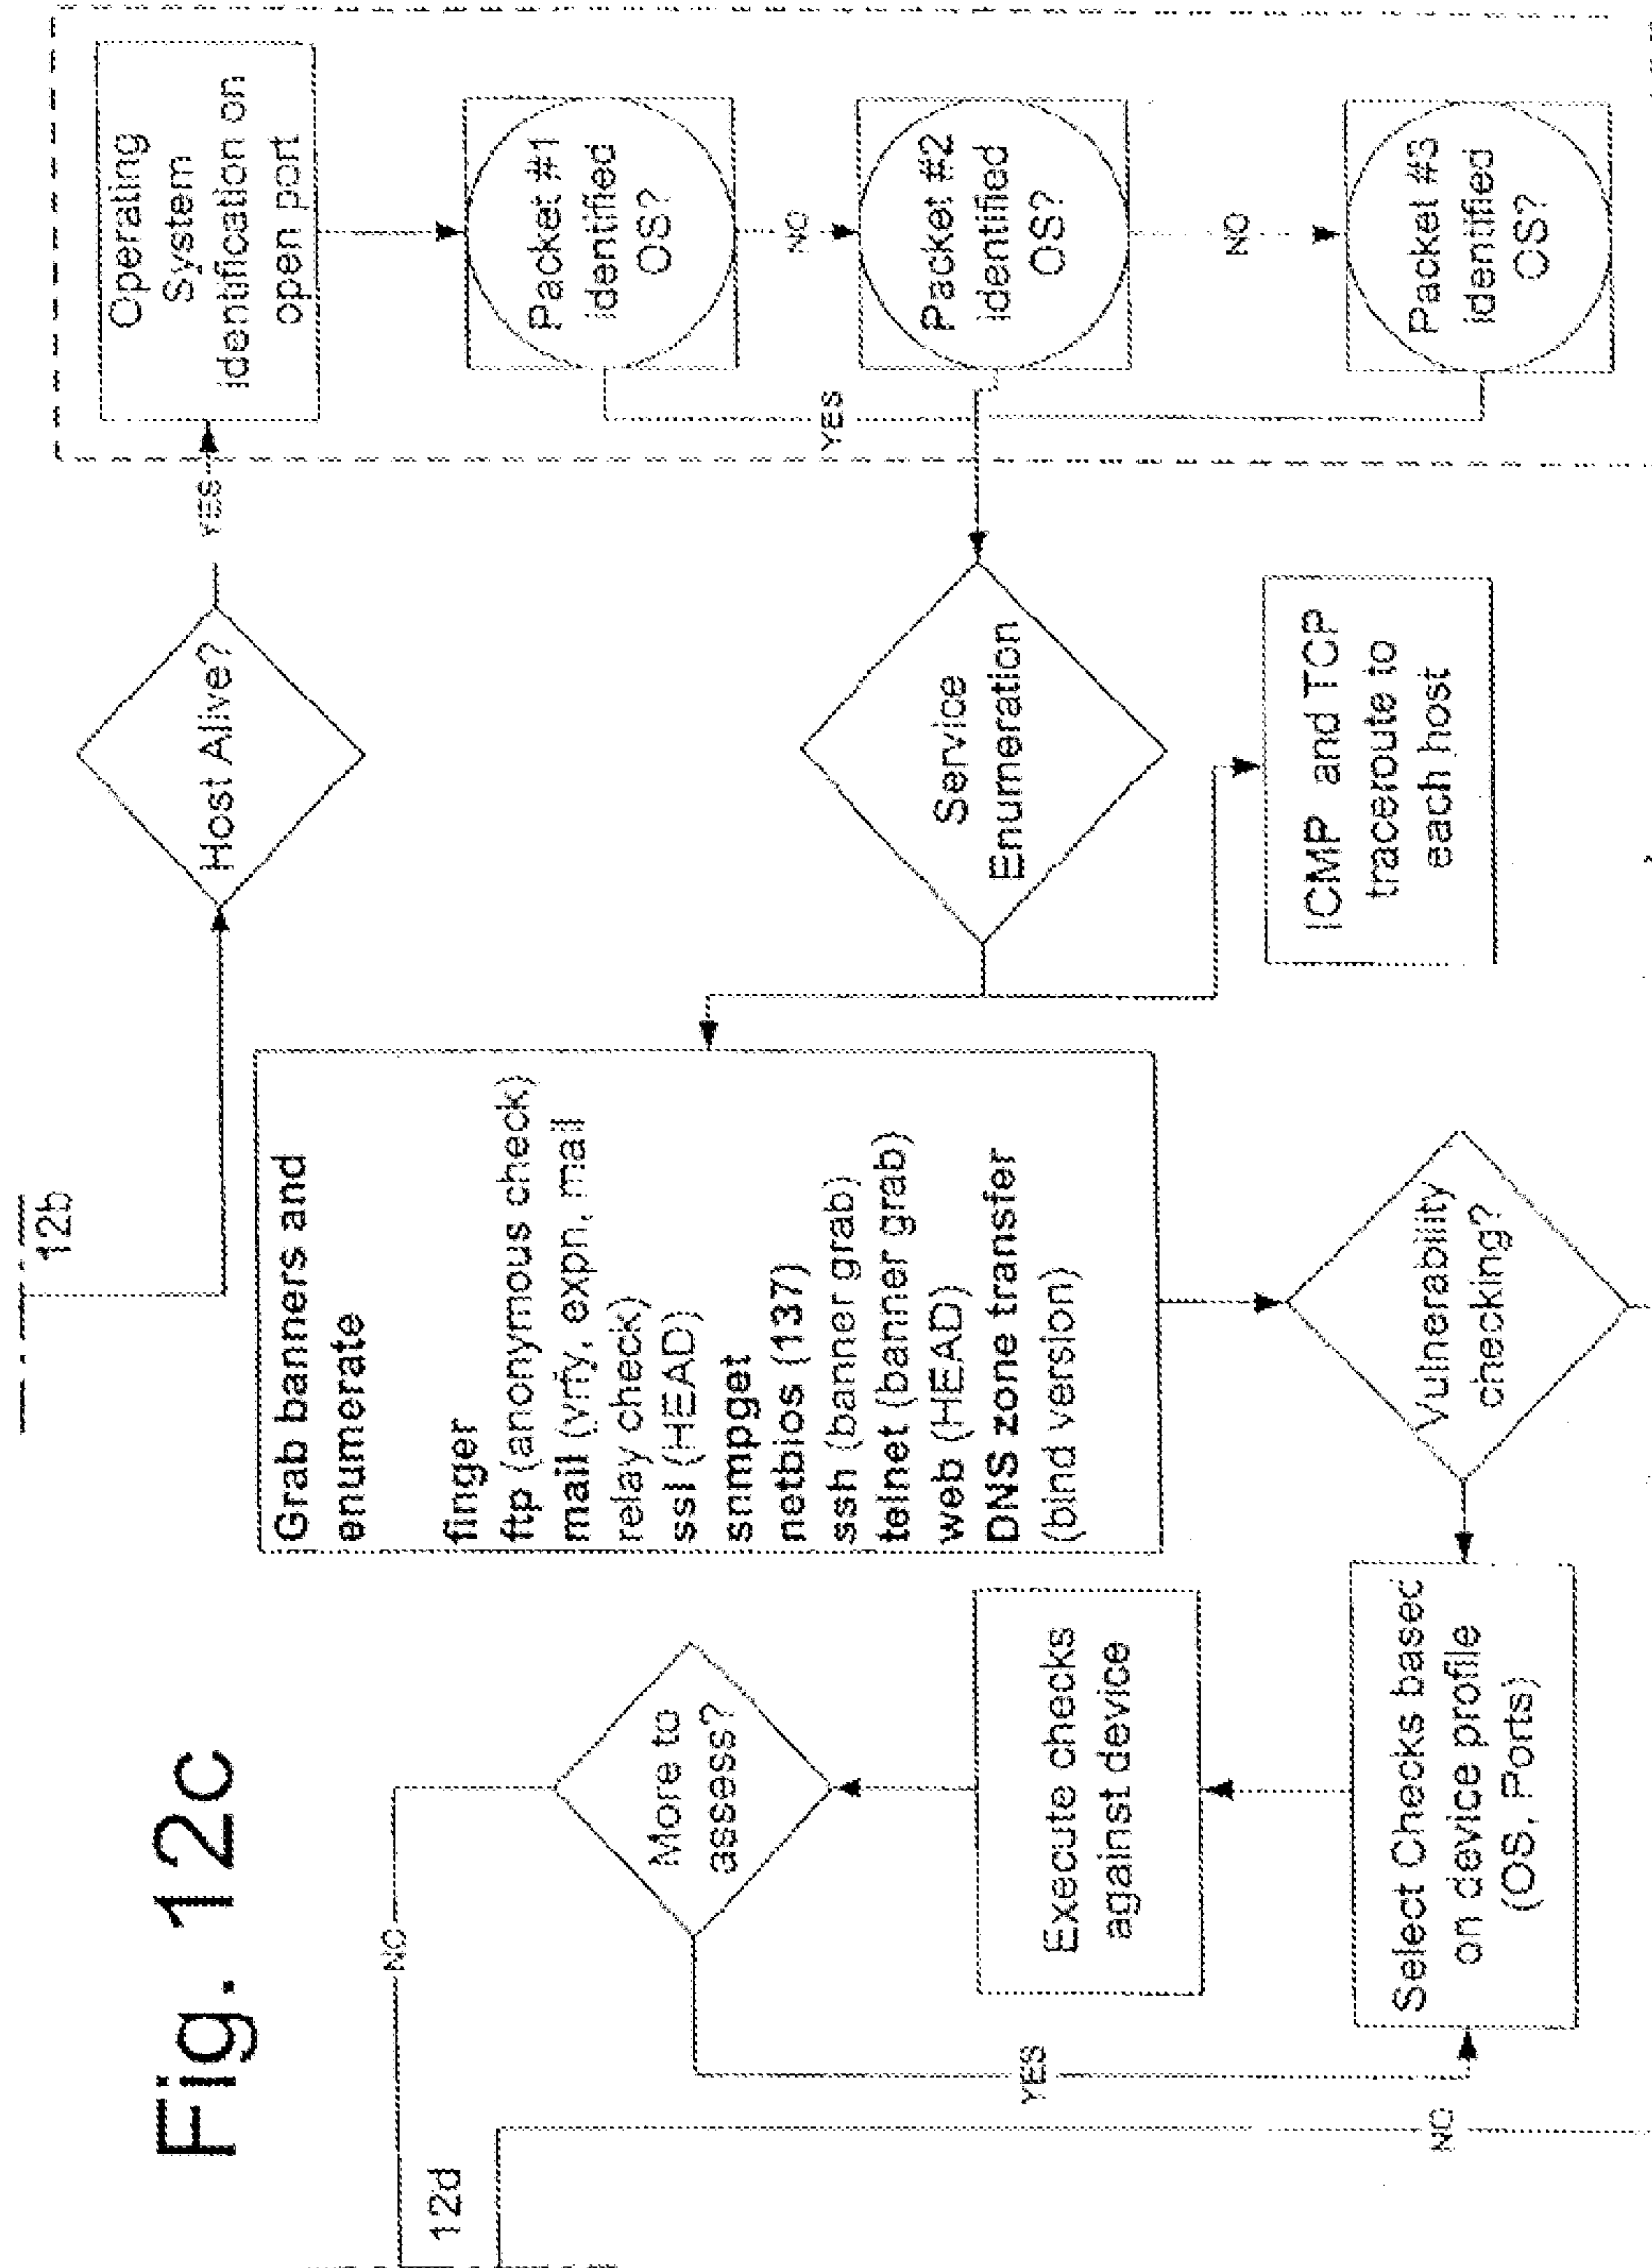 Fig. 12c
12b
Host Alive?
YES
Operating
System
identification on
open port
Packet #1
identified
OS?
NO
Packet #2
identified
OS?
NO
Packet #3
identified
OS?
YES
Service
Enumeration
ICMP and TCP
traceroute to
each host
Grab banners and
enumerate
finger
ftp (anonymous check)
mail (vrfy, expn, mail
relay check)
ssl (HEAD)
snmpget
netbios (137)
ssh (banner grab)
telnet (banner grab)
web (HEAD)
DNS zone transfer
(bind version)
Vulnerability
checking?
Select Checks based
on device profile
(OS, Ports)
Execute checks
against device
More to
assess?
NO
YES
NO
12d